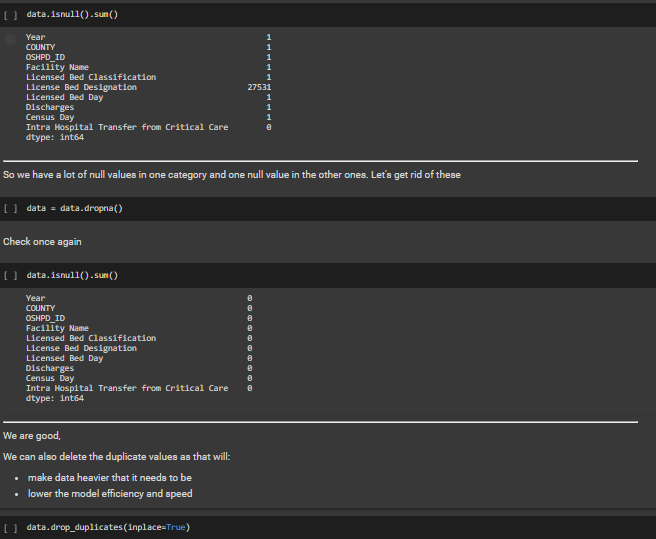 [ ] data.isnull().sum()
Year 1
COUNTY 1
OSHPD_ID 1
Facility Name 1
Licensed Bed Classification 1
License Bed Designation 27531
Licensed Bed Day 1
Discharges 1
Census Day 1
Intra Hospital Transfer from Critical Care 0
dtype: int64
So we have a lot of null values in one category and one null value in the other ones. Let's get rid of these
[ ] data = data.dropna()
Check once again
[ ] data.isnull().sum()
Year 0
COUNTY 0
OSHPD_ID 0
Facility Name 0
Licensed Bed Classification 0
License Bed Designation 0
Licensed Bed Day 0
Discharges 0
Census Day 0
Intra Hospital Transfer from Critical Care 0
dtype: int64
We are good,
We can also delete the duplicate values as that will:
• make data heavier that it needs to be
• lower the model efficiency and speed
[ ] data.drop_duplicates(inplace=True)